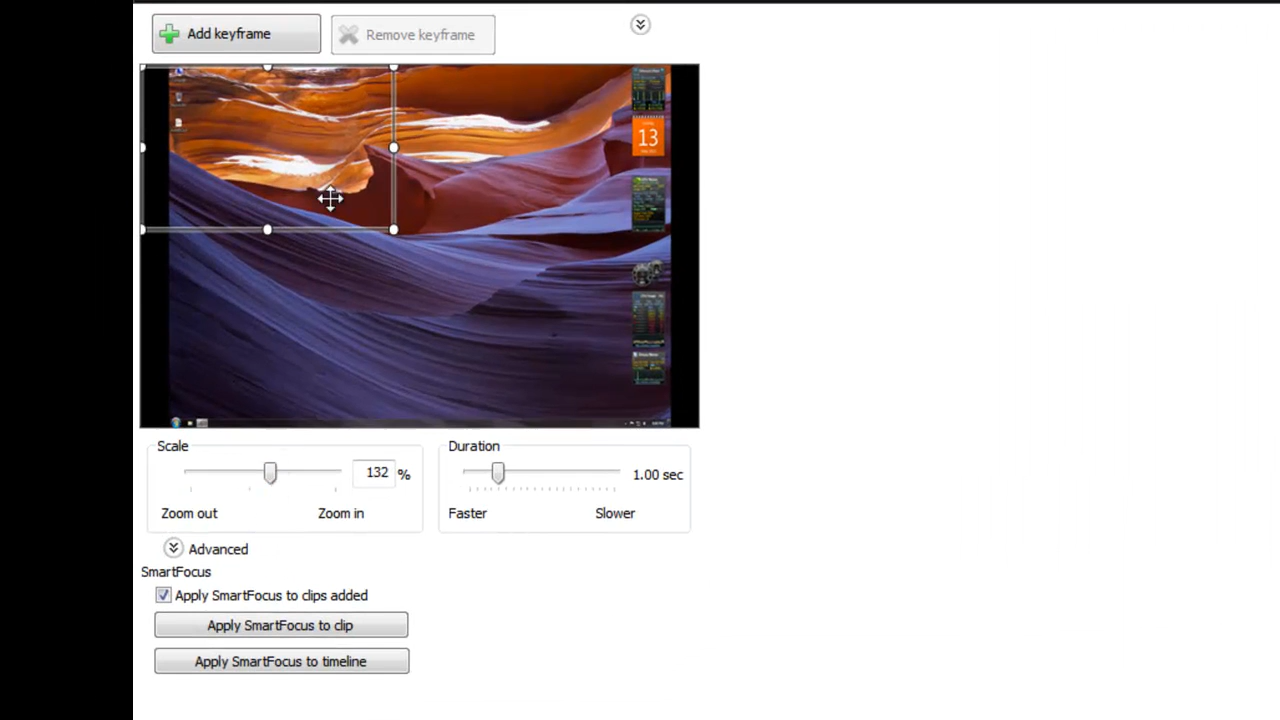 Add keyframe
Remove keyframe
13
Scale
Duration
132 %
1.00 sec
Zoom out
Zoom in
Faster
Slower
Advanced
SmartFocus
Apply SmartFocus to clips added
Apply SmartFocus to clip
Apply SmartFocus to timeline